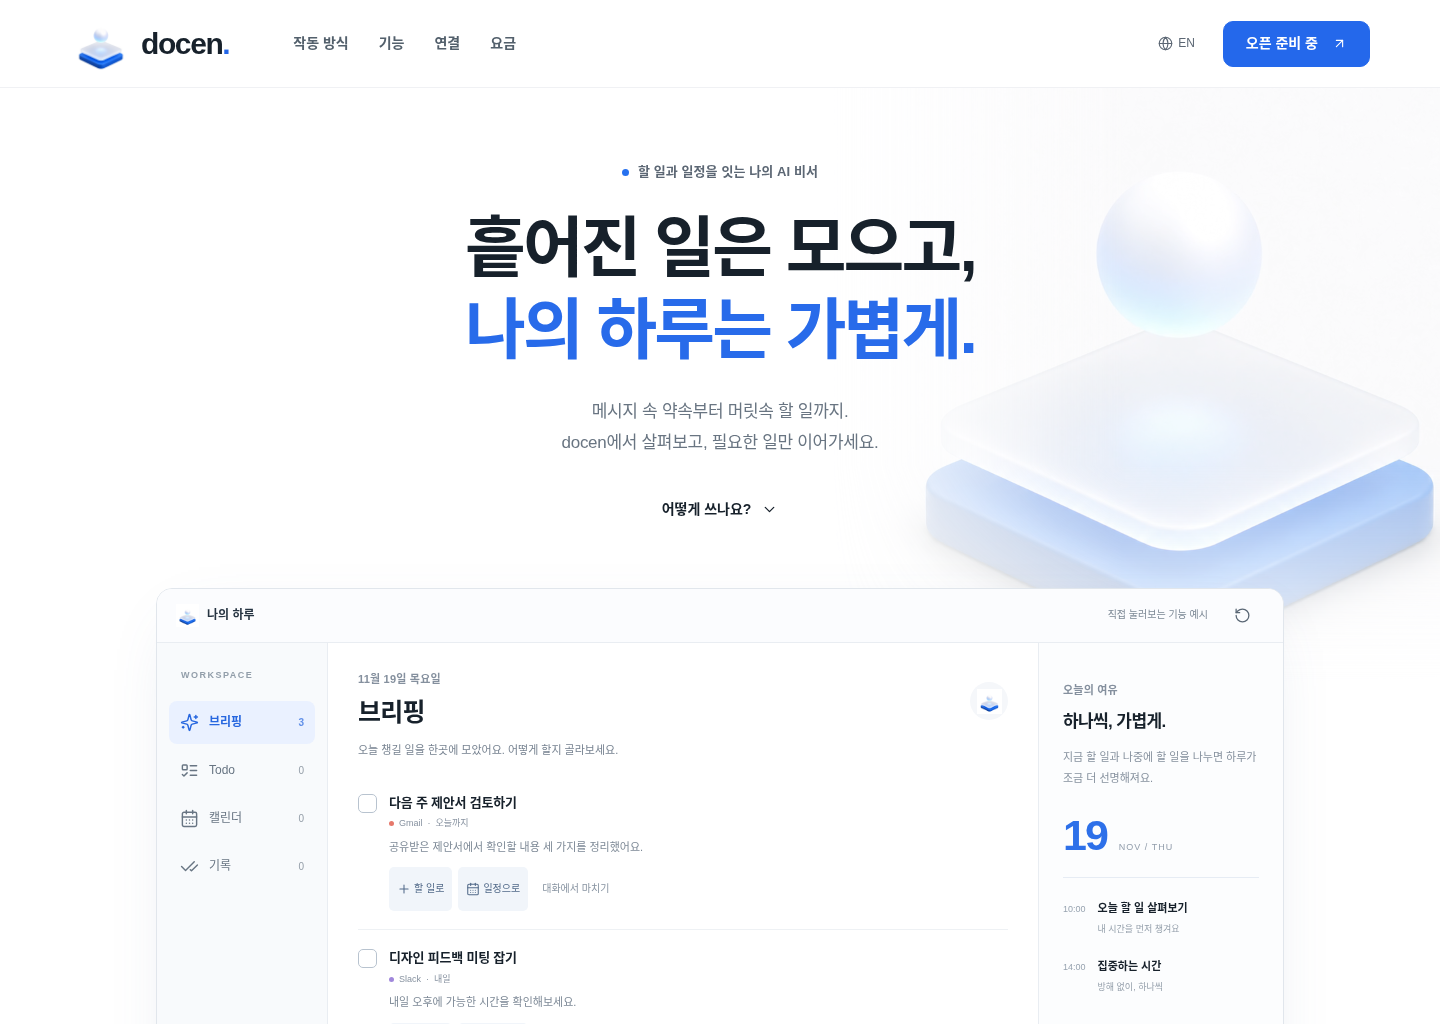 docen.
작동 방식
기능
연결
요금
EN
오픈 준비 중
할 일과 일정을 잇는 나의 AI 비서
흩어진 일은 모으고,
나의 하루는 가볍게.
메시지 속 약속부터 머릿속 할 일까지.
docen에서 살펴보고, 필요한 일만 이어가세요.
어떻게 쓰나요?
나의 하루
직접 눌러보는 기능 예시
WORKSPACE
브리핑 3
Todo 0
캘린더 0
기록 0
11월 19일 목요일
브리핑
오늘 챙길 일을 한곳에 모았어요. 어떻게 할지 골라보세요.
다음 주 제안서 검토하기
Gmail · 오늘까지
공유받은 제안서에서 확인할 내용 세 가지를 정리했어요.
할 일로
일정으로
대화에서 마치기
디자인 피드백 미팅 잡기
Slack · 내일
내일 오후에 가능한 시간을 확인해보세요.
오늘의 여유
하나씩, 가볍게.
지금 할 일과 나중에 할 일을 나누면 하루가
조금 더 선명해져요.
19 NOV / THU
10:00 오늘 할 일 살펴보기
내 시간을 먼저 챙겨요
14:00 집중하는 시간
방해 없이, 하나씩